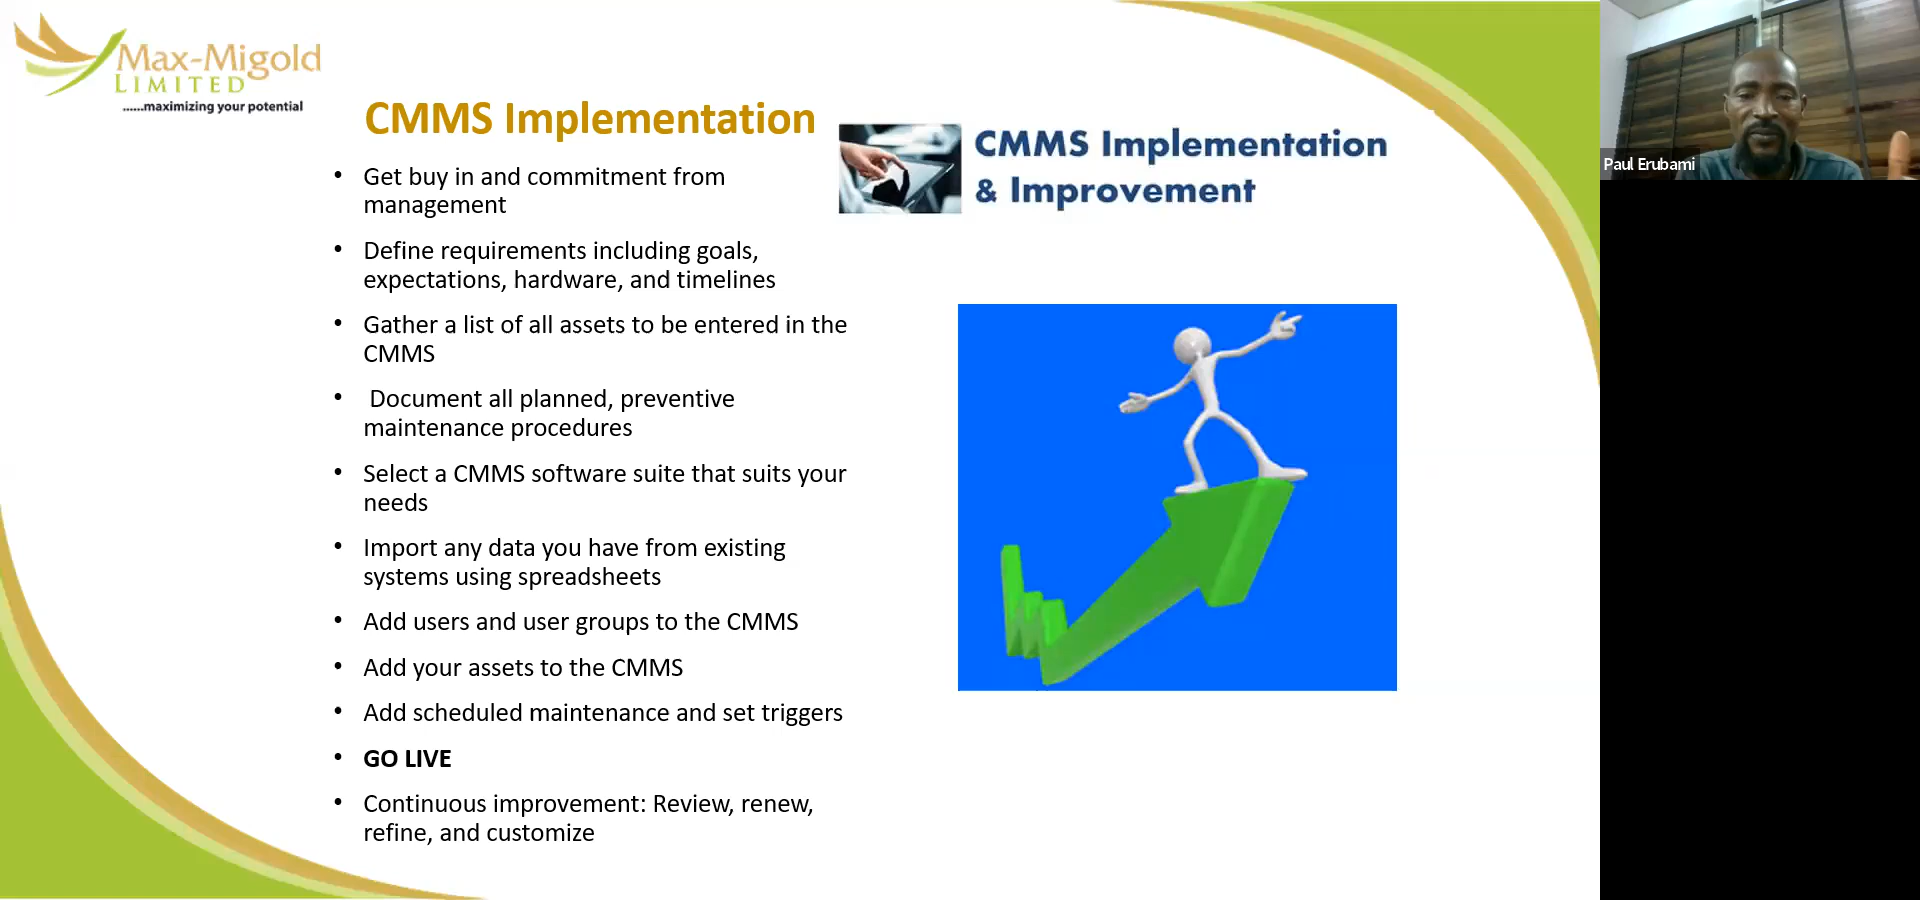 Max-Migold
LIMITED
......maximizing your potential
CMMS Implementation
• Get buy in and commitment from
management
• Define requirements including goals,
expectations, hardware, and timelines
• Gather a list of all assets to be entered in the
CMMS
• Document all planned, preventive
maintenance procedures
• Select a CMMS software suite that suits your
needs
• Import any data you have from existing
systems using spreadsheets
• Add users and user groups to the CMMS
• Add your assets to the CMMS
• Add scheduled maintenance and set triggers
• GO LIVE
• Continuous improvement: Review, renew,
refine, and customize
CMMS Implementation
& Improvement
Paul Erubami